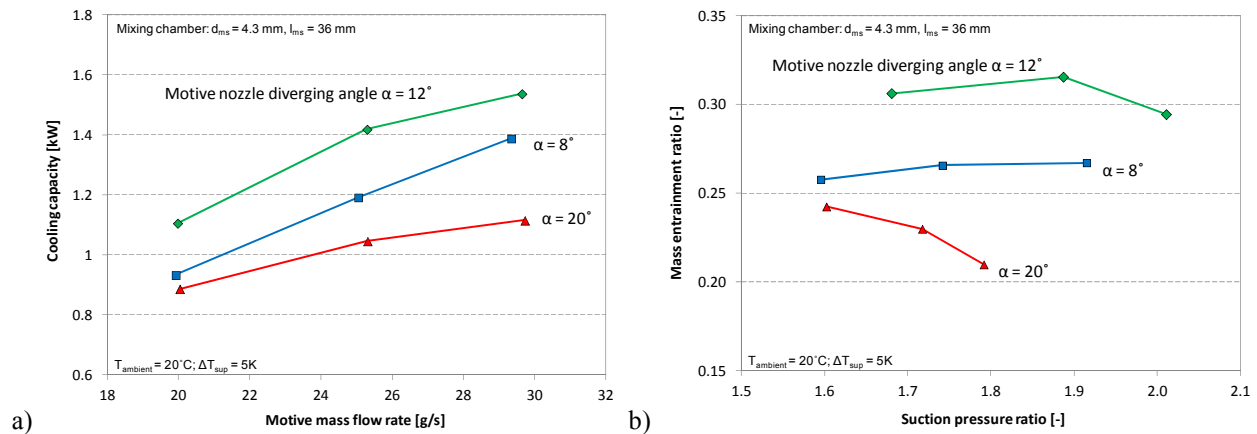 Mixing chamber: dms = 4.3 mm, lms = 36 mm
Motive nozzle diverging angle α = 12˚
α = 8˚
α = 20˚
Tambient = 20˚C; ΔTsup = 5K
Cooling capacity [kW]
1.8
1.6
1.4
1.2
1
0.8
0.6
18 20 22 24 26 28 30 32
Motive mass flow rate [g/s]
a)
Mixing chamber: dms = 4.3 mm, lms = 36 mm
Motive nozzle diverging angle α = 12˚
α = 8˚
α = 20˚
Tambient = 20˚C; ΔTsup = 5K
Mass entrainment ratio [-]
0.35
0.30
0.25
0.20
0.15
1.5 1.6 1.7 1.8 1.9 2.0 2.1
Suction pressure ratio [-]
b)